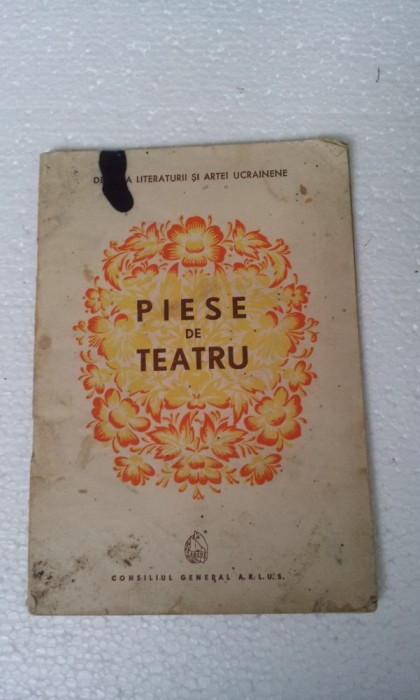 LITERATURII ȘI ARTEI UCRAINENE
PIESE
DE
TEATRU
CONSILIUL GENERAL A.R.L.U.S.